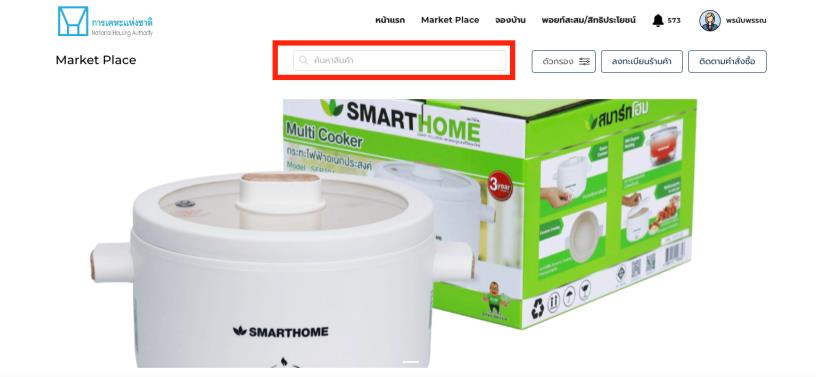 การเคหะแห่งชาติ
National Housing Authority
หน้าแรก Market Place จองบ้าน พอยท์สะสม/สิทธิประโยชน์ 573 พรนับพรรณ
Market Place
ค้นหาสินค้า
ตัวกรอง ลงทะเบียนร้านค้า ติดตามคำสั่งซื้อ
SMARTHOME
สมาร์ทโฮม
Multi Cooker
กระทะไฟฟ้าอเนกประสงค์
3 year
SMARTHOME